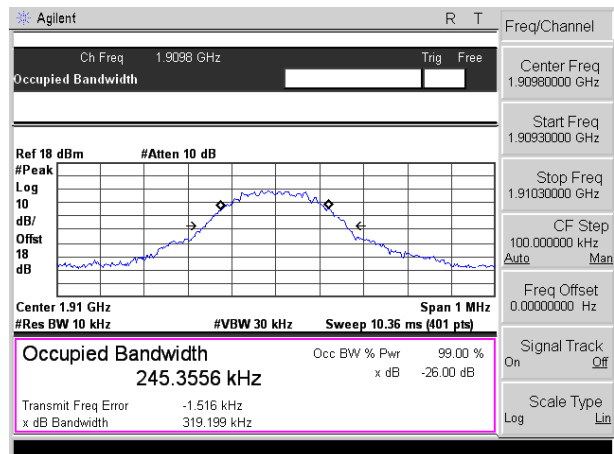 Agilent
R T
Freq/Channel
Ch Freq 1.9098 GHz
Trig Free
Occupied Bandwidth
Center Freq
1.90980000 GHz
Start Freq
1.90930000 GHz
Stop Freq
1.91030000 GHz
CF Step
100.000000 kHz
Auto Man
Freq Offset
0.00000000 Hz
Signal Track
On Off
Scale Type
Log Lin
Ref 18 dBm #Atten 10 dB
#Peak
Log
10
dB/
Offst
18
dB
Center 1.91 GHz Span 1 MHz
#Res BW 10 kHz #VBW 30 kHz Sweep 10.36 ms (401 pts)
Occupied Bandwidth
245.3556 kHz
Occ BW % Pwr 99.00 %
x dB -26.00 dB
Transmit Freq Error -1.516 kHz
x dB Bandwidth 319.199 kHz